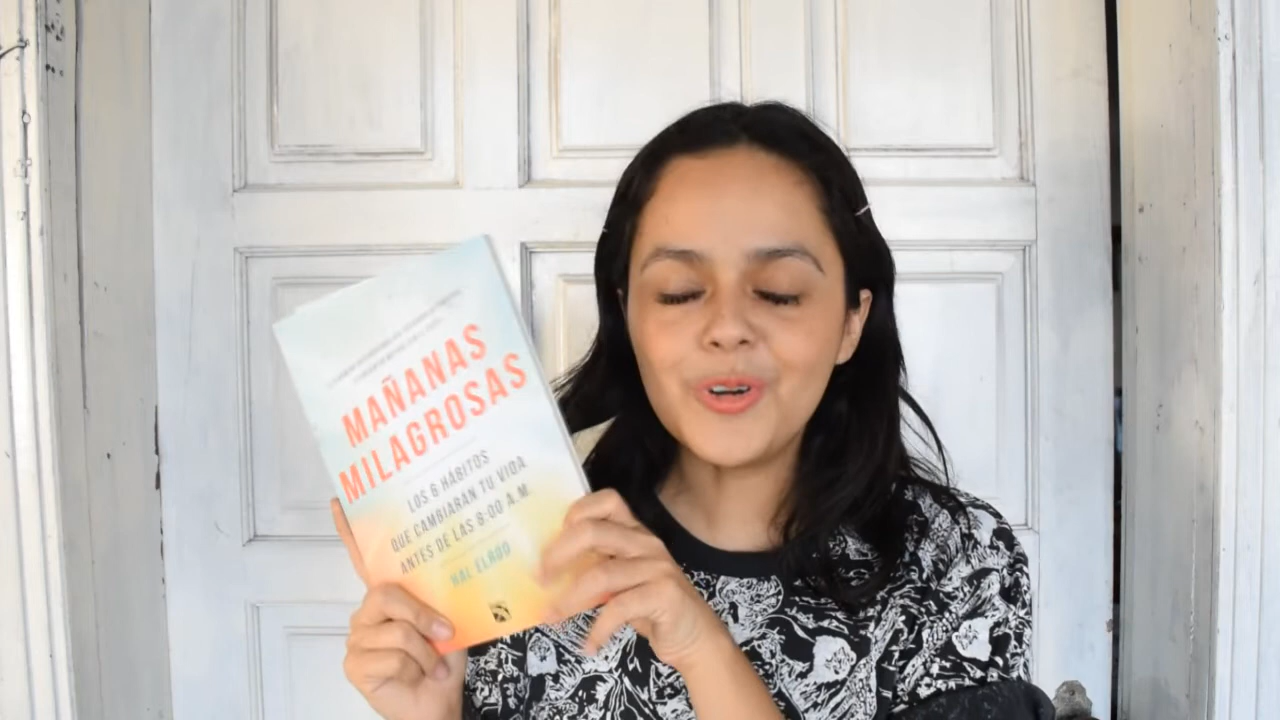 MAÑANAS
MILAGROSAS
LOS 6 HÁBITOS
QUE CAMBIARÁN TU VIDA
ANTES DE LAS 8:00 A.M.
HAL ELROD